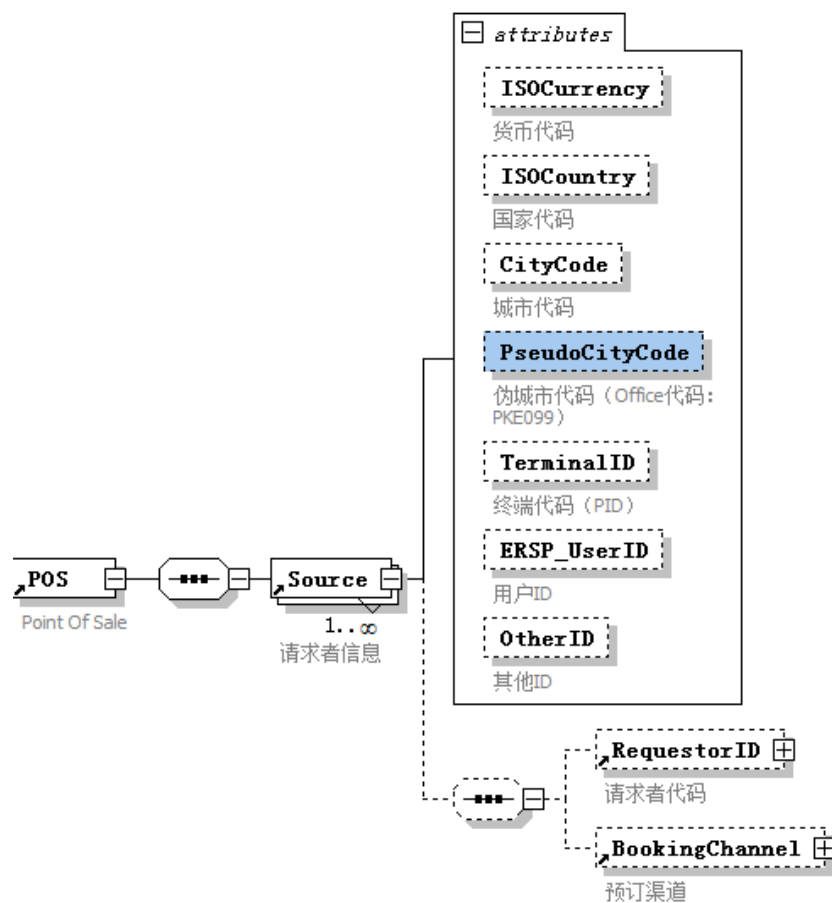 attributes
ISOCurrency
货币代码
ISOCountry
国家代码
CityCode
城市代码
PseudoCityCode
伪城市代码（Office代码：
PKE099）
TerminalID
终端代码（PID）
ERSP_UserID
用户ID
OtherID
其他ID
POS
Point Of Sale
Source
1..∞
请求者信息
RequestorID
请求者代码
BookingChannel
预订渠道